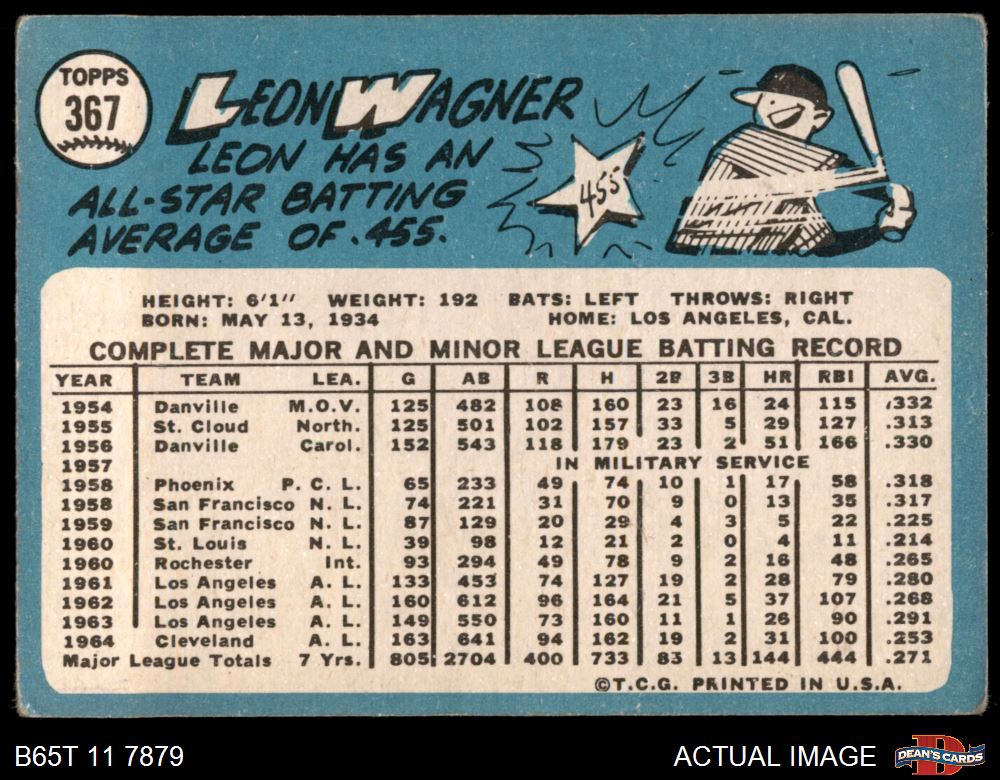 TOPPS
367
LEON WAGNER
LEON HAS AN
ALL-STAR BATTING
AVERAGE OF .455.
455
HEIGHT: 6'1" WEIGHT: 192 BATS: LEFT THROWS: RIGHT
BORN: MAY 13, 1934 HOME: LOS ANGELES, CAL.
COMPLETE MAJOR AND MINOR LEAGUE BATTING RECORD
YEAR TEAM LEA. G AB R H 2B 3B HR RBI AVG.
1954 Danville M.O.V. 125 482 108 160 23 16 24 115 .332
1955 St. Cloud North. 125 501 102 157 33 5 29 127 .313
1956 Danville Carol. 152 543 118 179 23 2 51 166 .330
1957 IN MILITARY SERVICE
1958 Phoenix P. C. L. 65 233 49 74 10 1 17 58 .318
1958 San Francisco N. L. 74 221 31 70 9 0 13 35 .317
1959 San Francisco N. L. 87 129 20 29 4 3 5 22 .225
1960 St. Louis N. L. 39 98 12 21 2 0 4 11 .214
1960 Rochester Int. 93 294 49 78 9 2 16 48 .265
1961 Los Angeles A. L. 133 453 74 127 19 2 28 79 .280
1962 Los Angeles A. L. 160 612 96 164 21 5 37 107 .268
1963 Los Angeles A. L. 149 550 73 160 11 1 26 90 .291
1964 Cleveland A. L. 163 641 94 162 19 2 31 100 .253
Major League Totals 7 Yrs. 805 2704 400 733 83 13 144 444 .271
©T.C.G. PRINTED IN U.S.A.
B65T 11 7879 ACTUAL IMAGE DEAN'S CARDS